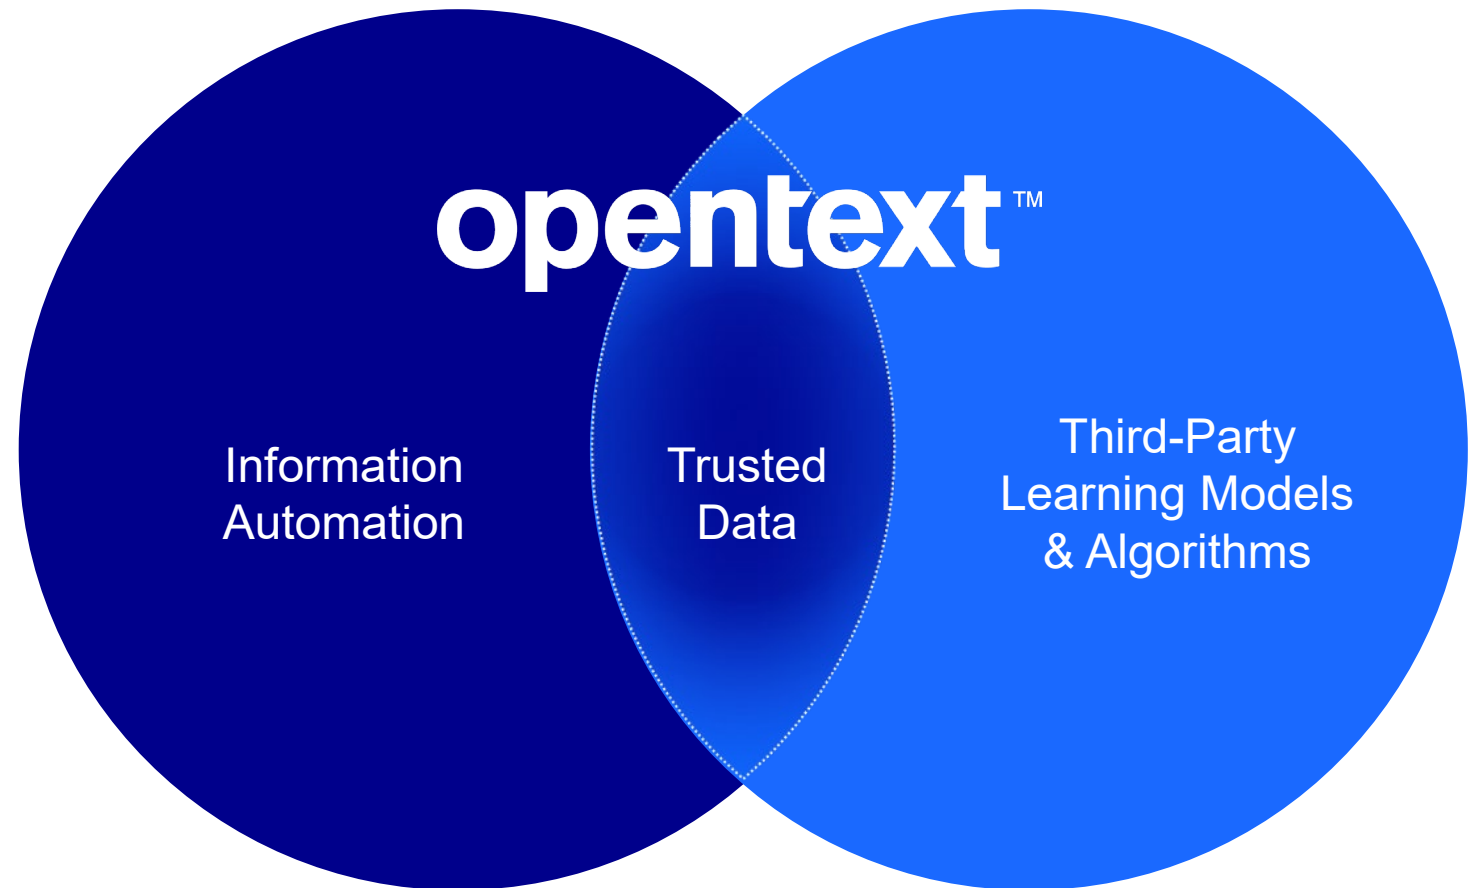 opentext™
Information
Automation
Trusted
Data
Third-Party
Learning Models
& Algorithms